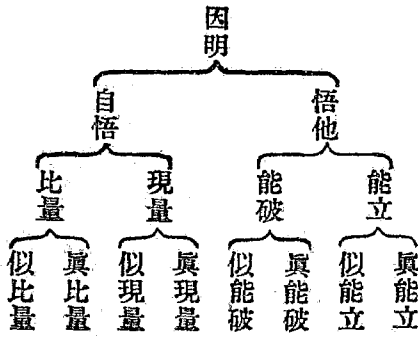 因明
悟他
自悟
能立
能破
現量
比量
眞能立
似能立
眞能破
似能破
眞現量
似現量
眞比量
似比量